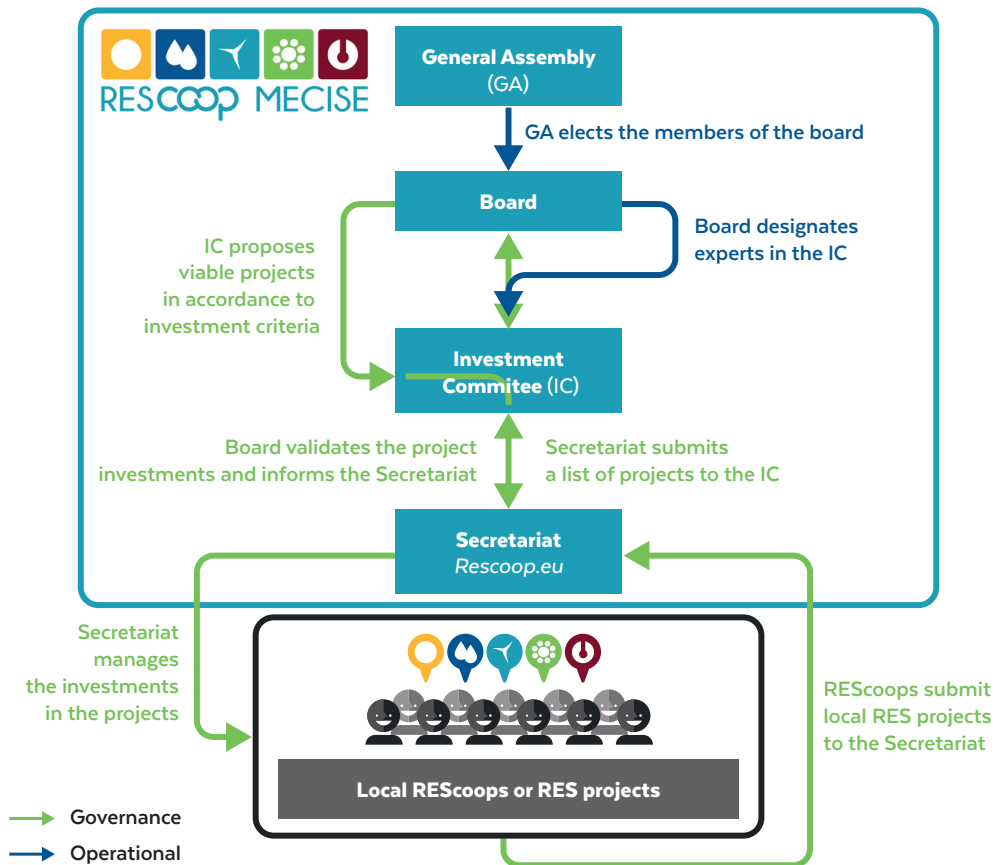 RESCOOP MECISE
General Assembly
(GA)
GA elects the members of the board
Board
Board designates
experts in the IC
IC proposes
viable projects
in accordance to
investment criteria
Investment
Commitee (IC)
Board validates the project
investments and informs the Secretariat
Secretariat submits
a list of projects to the IC
Secretariat
Rescoop.eu
Secretariat
manages
the investments
in the projects
REScoops submit
local RES projects
to the Secretariat
Local REScoops or RES projects
Governance
Operational